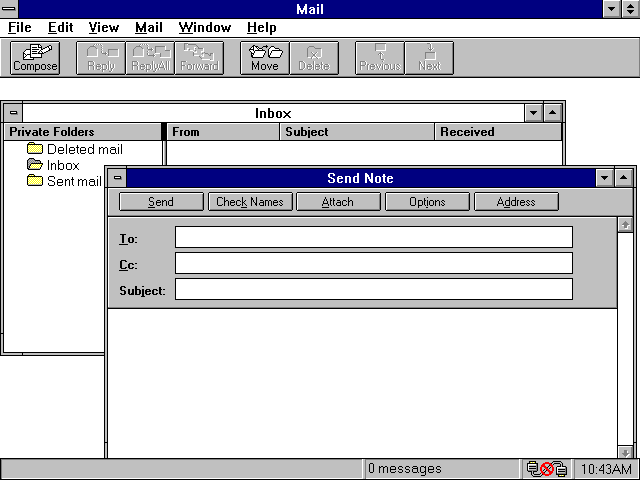 Mail
File Edit View Mail Window Help
Compose Reply ReplyAll Forward Move Delete Previous Next
Inbox
Private Folders From Subject Received
Deleted mail
Inbox
Sent mail
Send Note
Send Check Names Attach Options Address
To:
Cc:
Subject:
0 messages 10:43AM